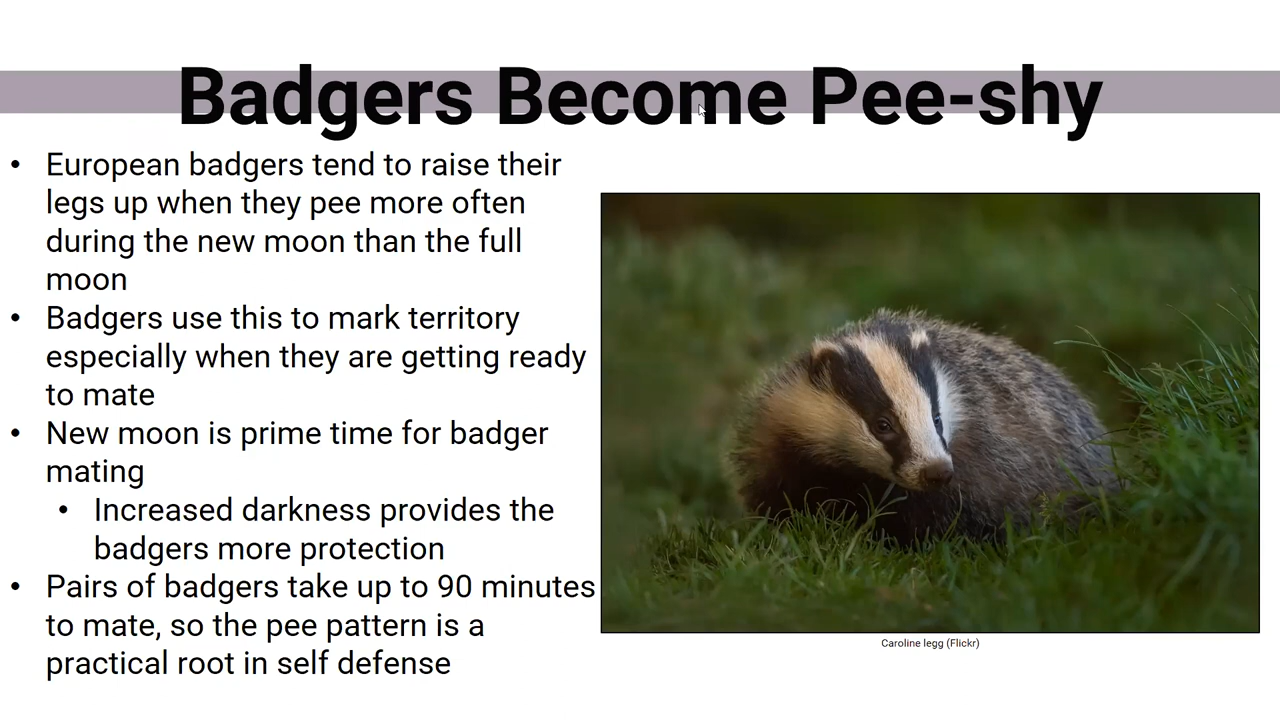 Badgers Become Pee-shy
• European badgers tend to raise their
legs up when they pee more often
during the new moon than the full
moon
• Badgers use this to mark territory
especially when they are getting ready
to mate
• New moon is prime time for badger
mating
• Increased darkness provides the
badgers more protection
• Pairs of badgers take up to 90 minutes
to mate, so the pee pattern is a
practical root in self defense
Caroline legg (Flickr)